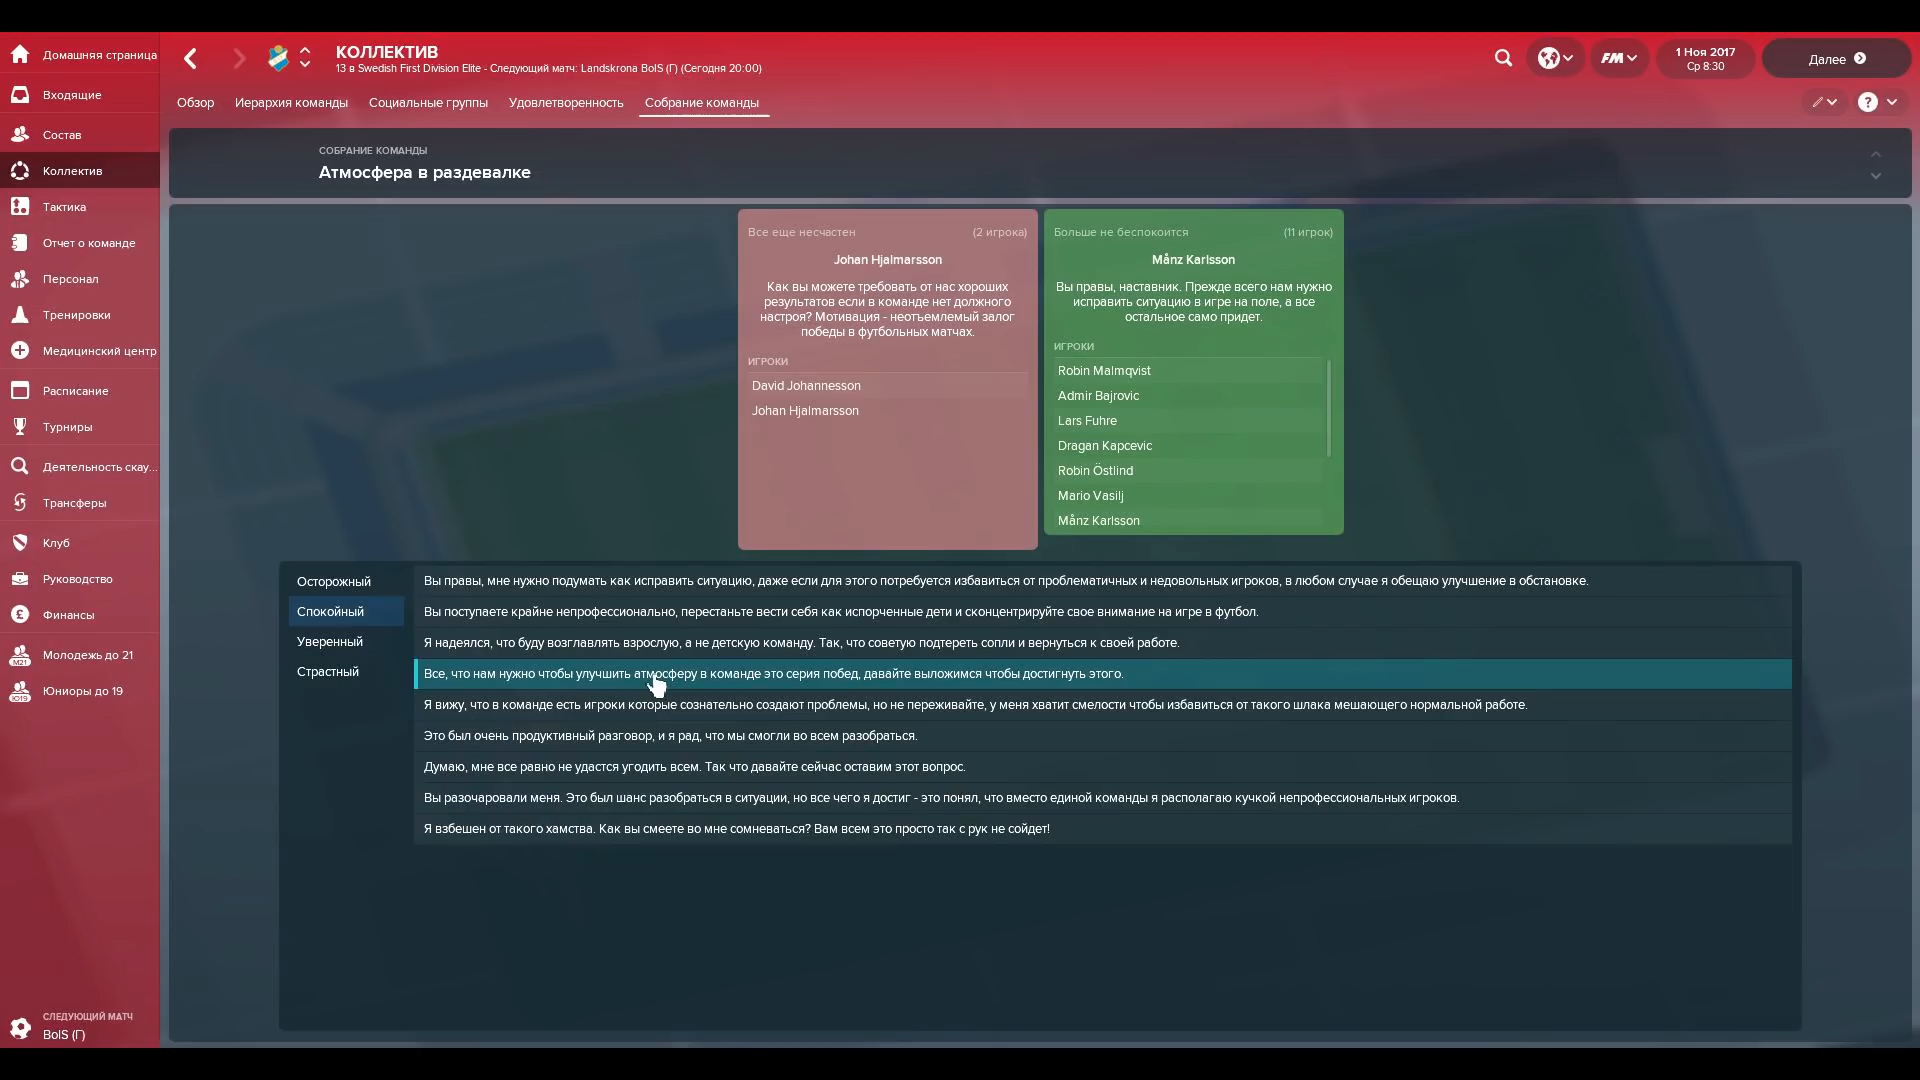 Домашняя страница
Входящие
Состав
Коллектив
Тактика
Отчет о команде
Персонал
Тренировки
Медицинский центр
Расписание
Турниры
Деятельность скау...
Трансферы
Клуб
Руководство
Финансы
M21
Молодежь до 21
Ю19
Юниоры до 19
СЛЕДУЮЩИЙ МАТЧ
BoIS (Г)
КОЛЛЕКТИВ
13 в Swedish First Division Elite - Следующий матч: Landskrona BoIS (Г) (Сегодня 20:00)
FM
1 Ноя 2017
Ср 8:30
Далее
Обзор
Иерархия команды
Социальные группы
Удовлетворенность
Собрание команды
?
СОБРАНИЕ КОМАНДЫ
Атмосфера в раздевалке
Все еще несчастен (2 игрока)
Johan Hjalmarsson
Как вы можете требовать от нас хороших
результатов если в команде нет должного
настроя? Мотивация - неотъемлемый залог
победы в футбольных матчах.
ИГРОКИ
David Johannesson
Johan Hjalmarsson
Больше не беспокоится (11 игрок)
Månz Karlsson
Вы правы, наставник. Прежде всего нам нужно
исправить ситуацию в игре на поле, а все
остальное само придет.
ИГРОКИ
Robin Malmqvist
Admir Bajrovic
Lars Fuhre
Dragan Kapcevic
Robin Östlind
Mario Vasilj
Månz Karlsson
Осторожный
Спокойный
Уверенный
Страстный
Вы правы, мне нужно подумать как исправить ситуацию, даже если для этого потребуется избавиться от проблематичных и недовольных игроков, в любом случае я обещаю улучшение в обстановке.
Вы поступаете крайне непрофессионально, перестаньте вести себя как испорченные дети и сконцентрируйте свое внимание на игре в футбол.
Я надеялся, что буду возглавлять взрослую, а не детскую команду. Так, что советую подтереть сопли и вернуться к своей работе.
Все, что нам нужно чтобы улучшить атмосферу в команде это серия побед, давайте выложимся чтобы достигнуть этого.
Я вижу, что в команде есть игроки которые сознательно создают проблемы, но не переживайте, у меня хватит смелости чтобы избавиться от такого шлака мешающего нормальной работе.
Это был очень продуктивный разговор, и я рад, что мы смогли во всем разобраться.
Думаю, мне все равно не удастся угодить всем. Так что давайте сейчас оставим этот вопрос.
Вы разочаровали меня. Это был шанс разобраться в ситуации, но все чего я достиг - это понял, что вместо единой команды я располагаю кучкой непрофессиональных игроков.
Я взбешен от такого хамства. Как вы смеете во мне сомневаться? Вам всем это просто так с рук не сойдет!